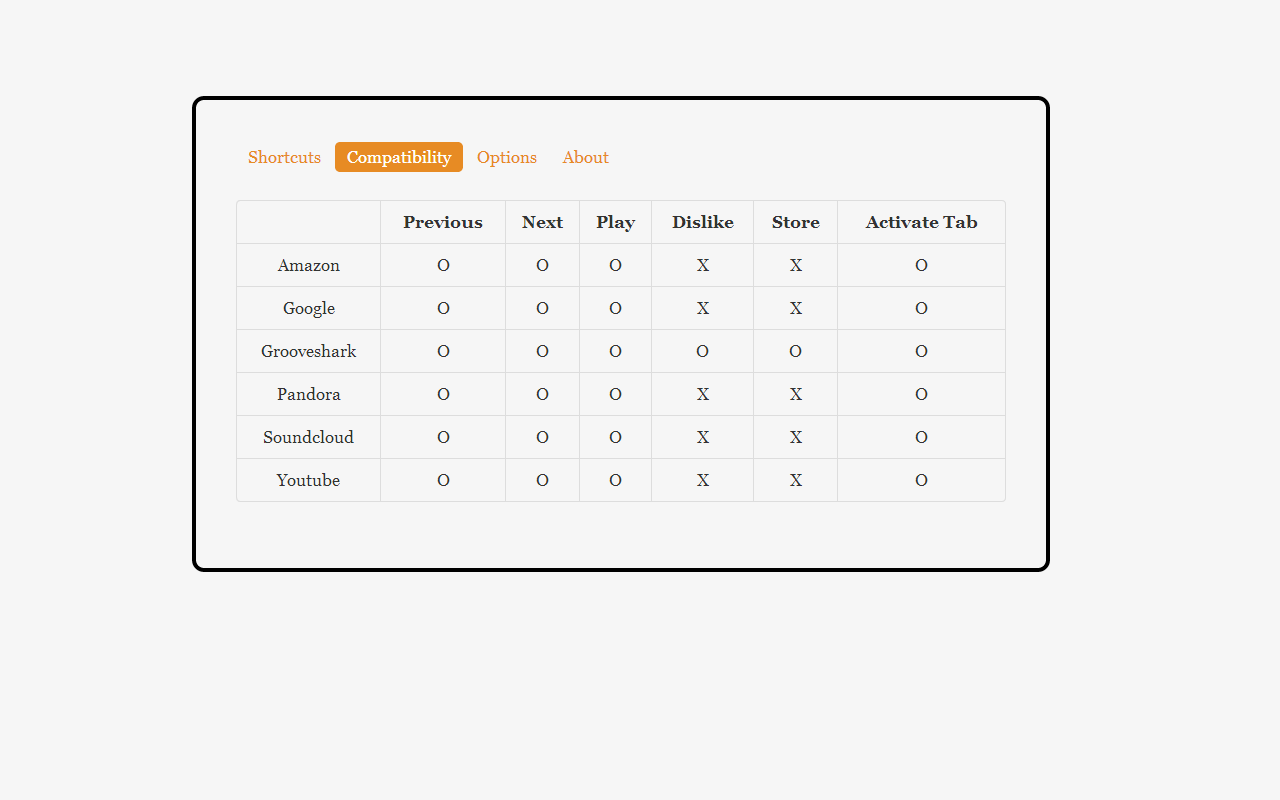 Shortcuts Compatibility Options About
Previous Next Play Dislike Store Activate Tab
Amazon O O O X X O
Google O O O X X O
Grooveshark O O O O O O
Pandora O O O X X O
Soundcloud O O O X X O
Youtube O O O X X O